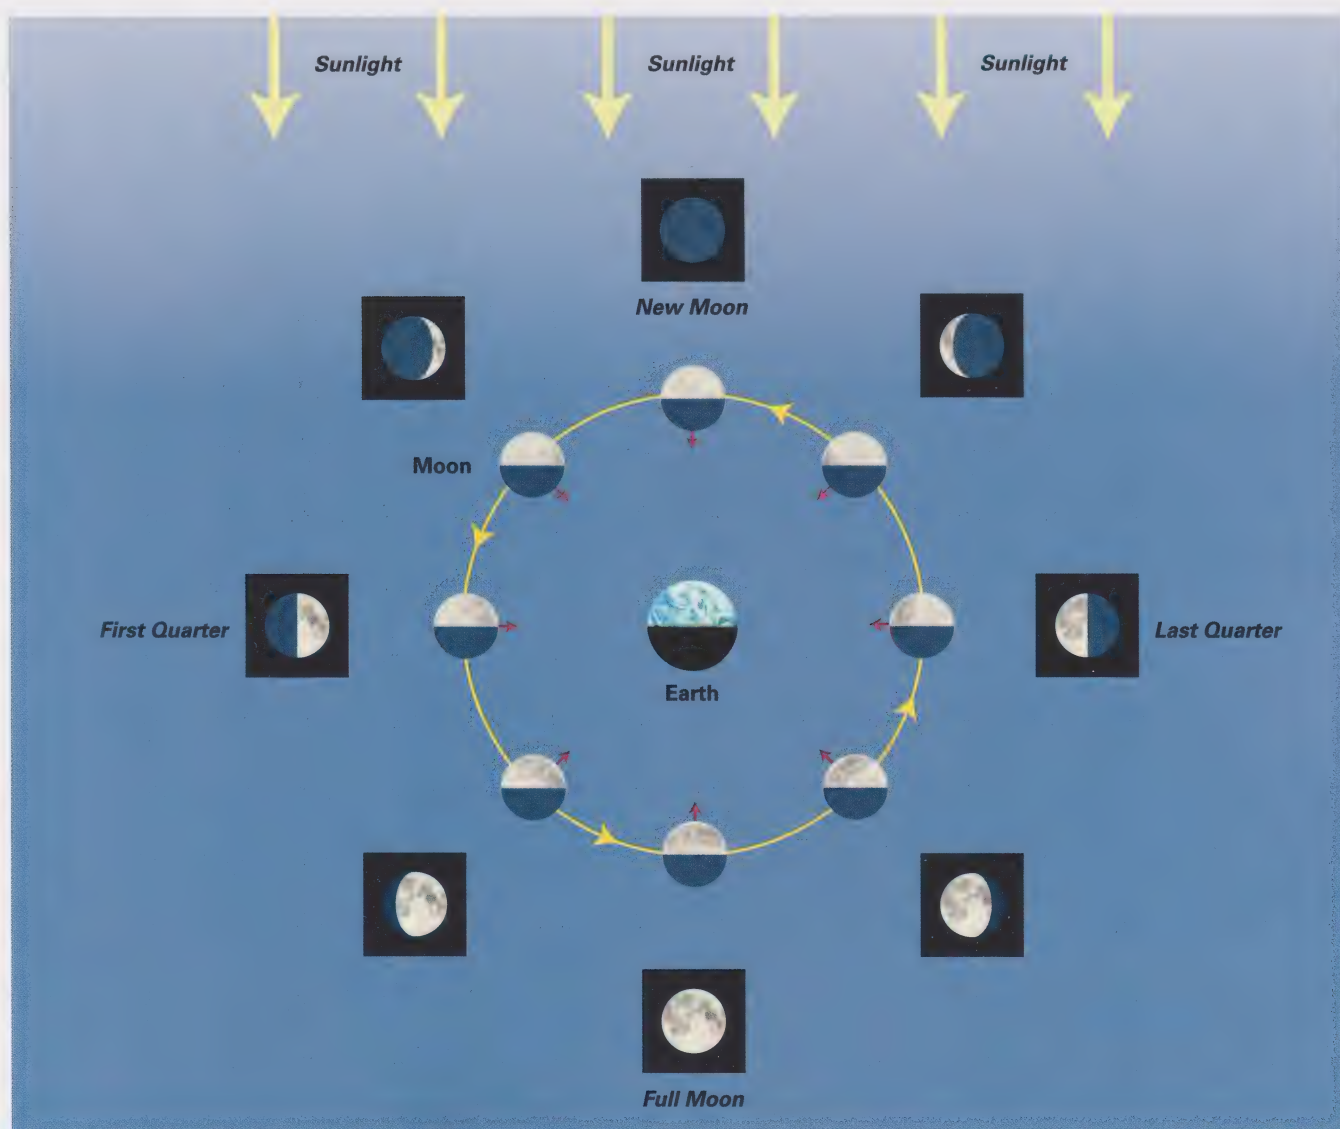 Sunlight
Sunlight
Sunlight
New Moon
Moon
First Quarter
Last Quarter
Earth
Full Moon